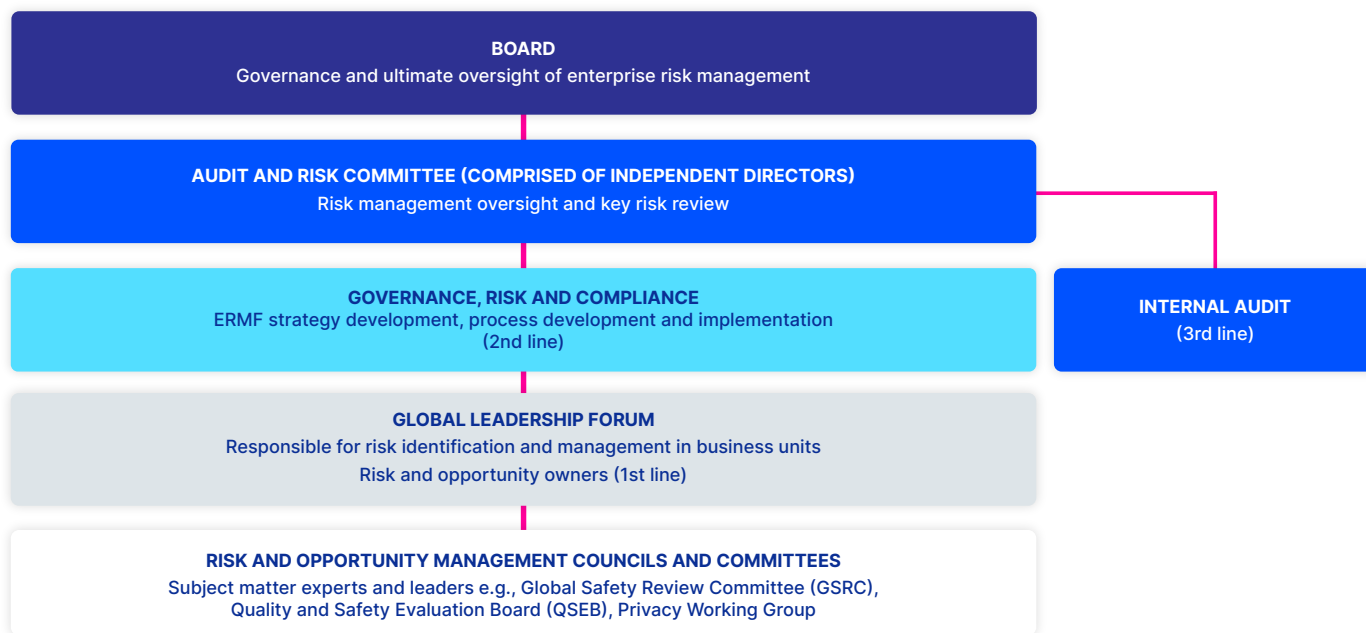 BOARD
Governance and ultimate oversight of enterprise risk management
AUDIT AND RISK COMMITTEE (COMPRISED OF INDEPENDENT DIRECTORS)
Risk management oversight and key risk review
GOVERNANCE, RISK AND COMPLIANCE
ERMF strategy development, process development and implementation
(2nd line)
INTERNAL AUDIT
(3rd line)
GLOBAL LEADERSHIP FORUM
Responsible for risk identification and management in business units
Risk and opportunity owners (1st line)
RISK AND OPPORTUNITY MANAGEMENT COUNCILS AND COMMITTEES
Subject matter experts and leaders e.g., Global Safety Review Committee (GSRC),
Quality and Safety Evaluation Board (QSEB), Privacy Working Group